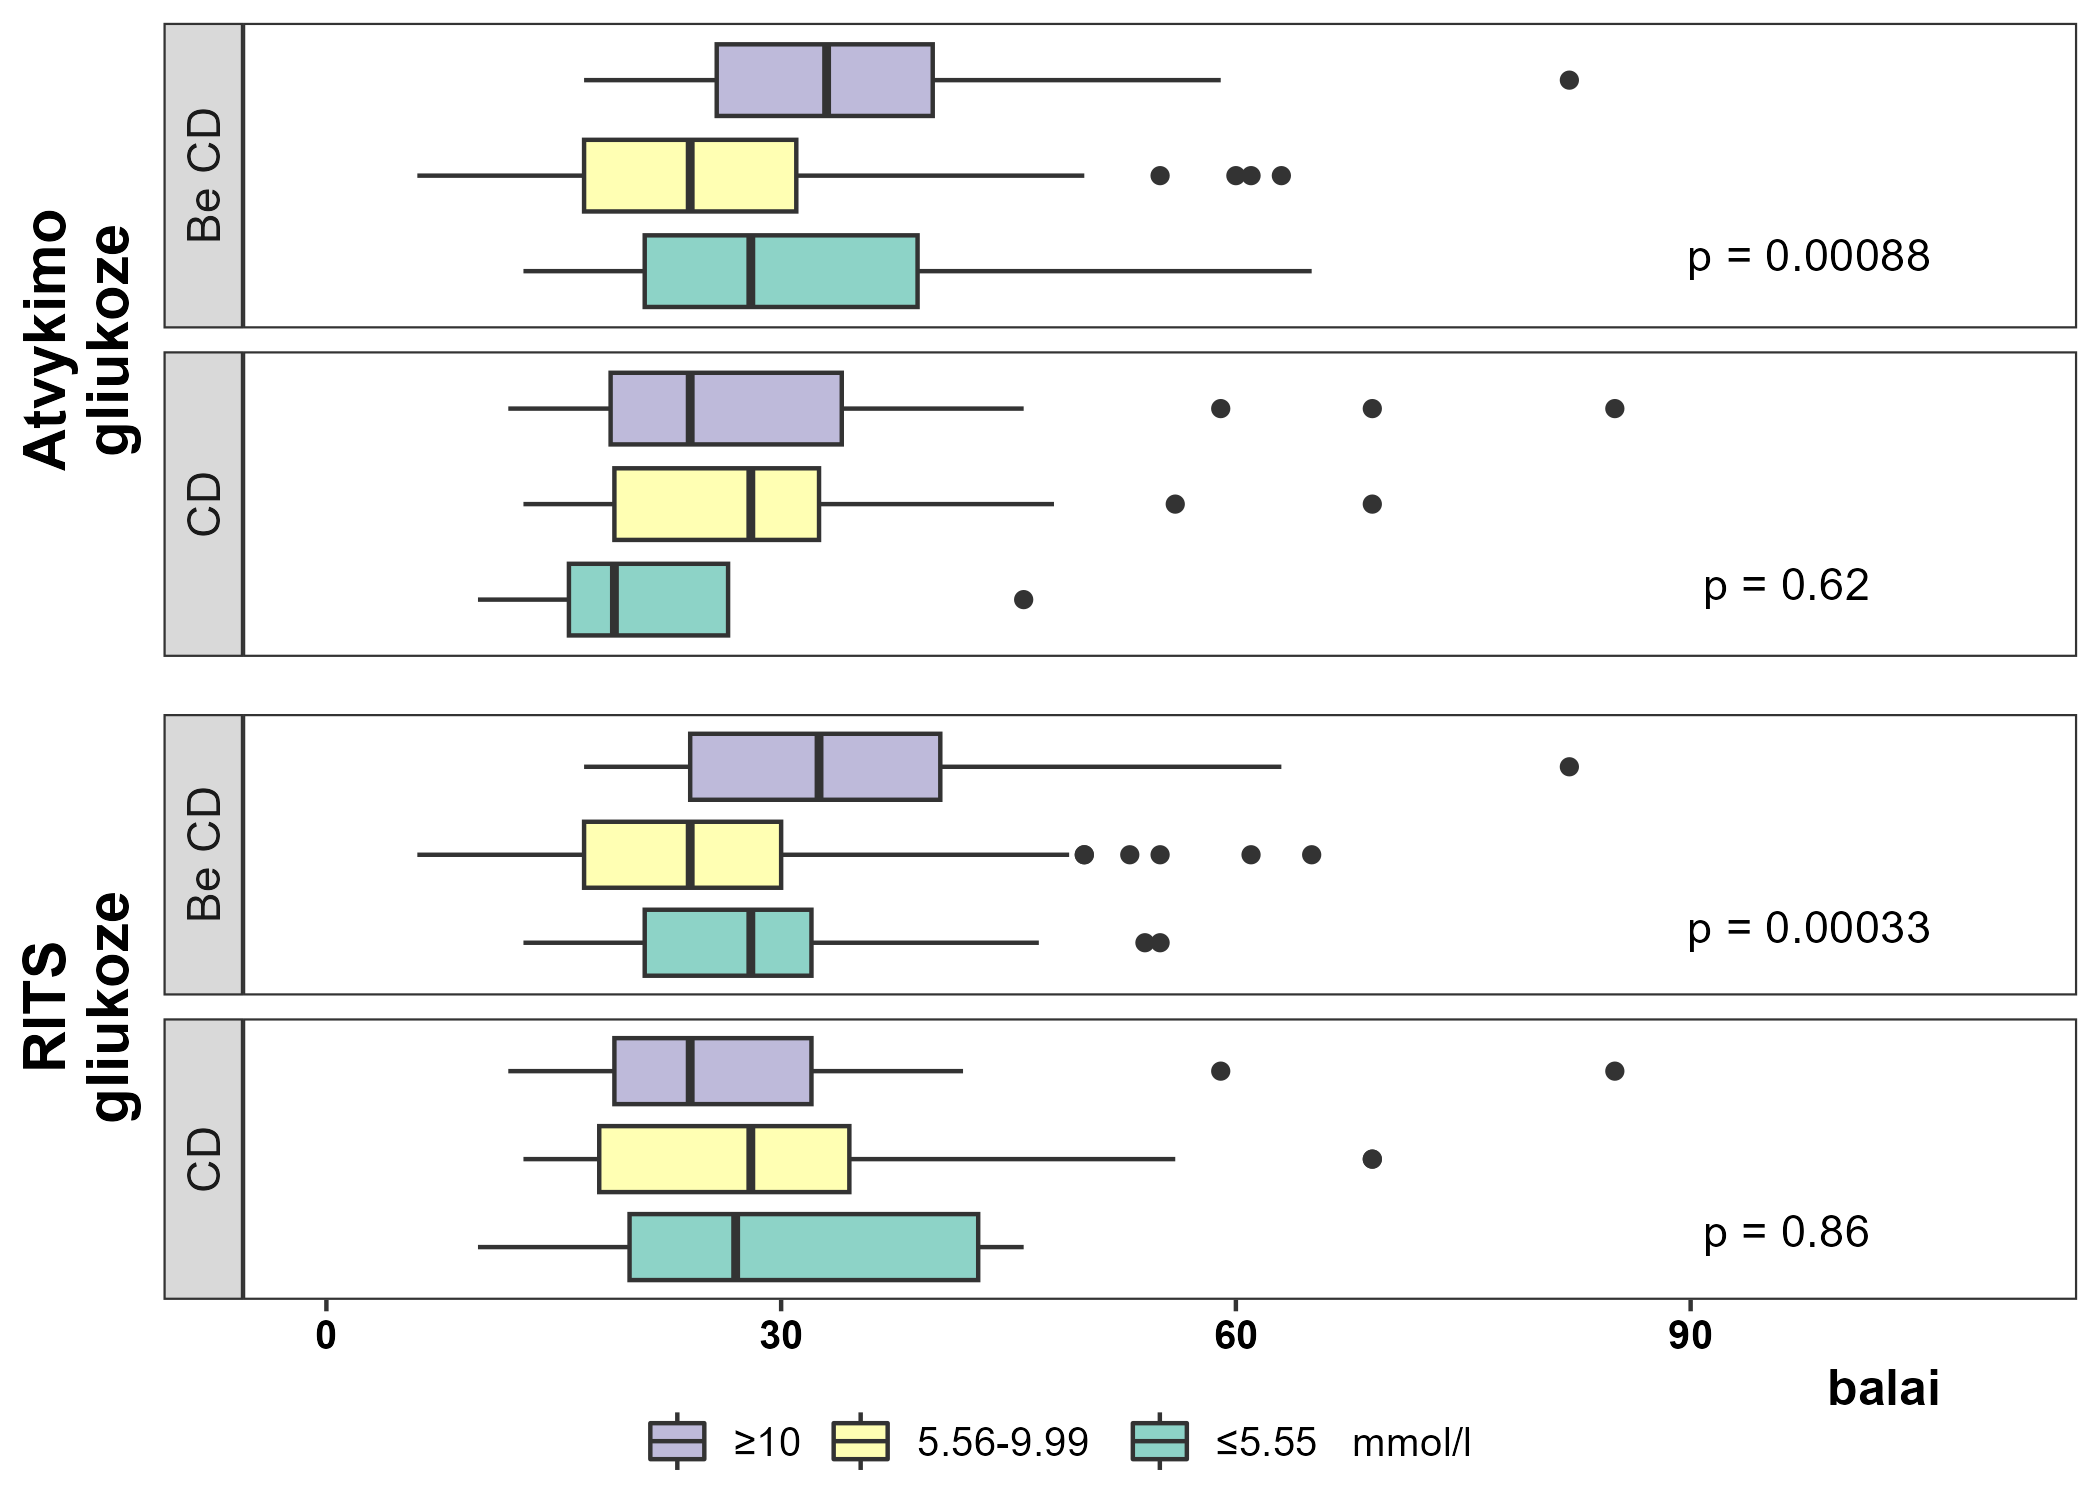 Atvykimo
gliukoze
Be CD
p = 0.00088
CD
p = 0.62
RITS
gliukoze
Be CD
p = 0.00033
CD
p = 0.86
0 30 60 90
balai
≥10 5.56-9.99 ≤5.55 mmol/l